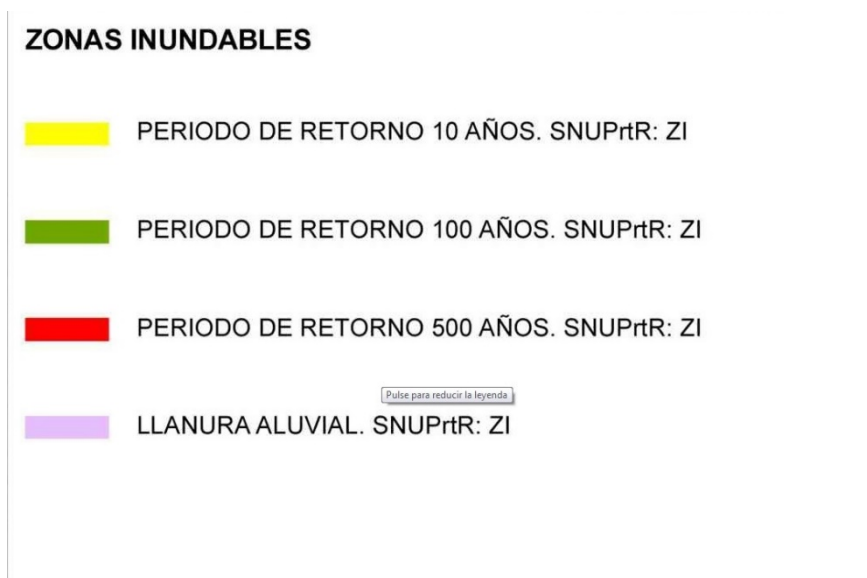 ZONAS INUNDABLES
PERIODO DE RETORNO 10 AÑOS. SNUPrtR: ZI
PERIODO DE RETORNO 100 AÑOS. SNUPrtR: ZI
PERIODO DE RETORNO 500 AÑOS. SNUPrtR: ZI
Pulse para reducir la leyenda
LLANURA ALUVIAL. SNUPrtR: ZI